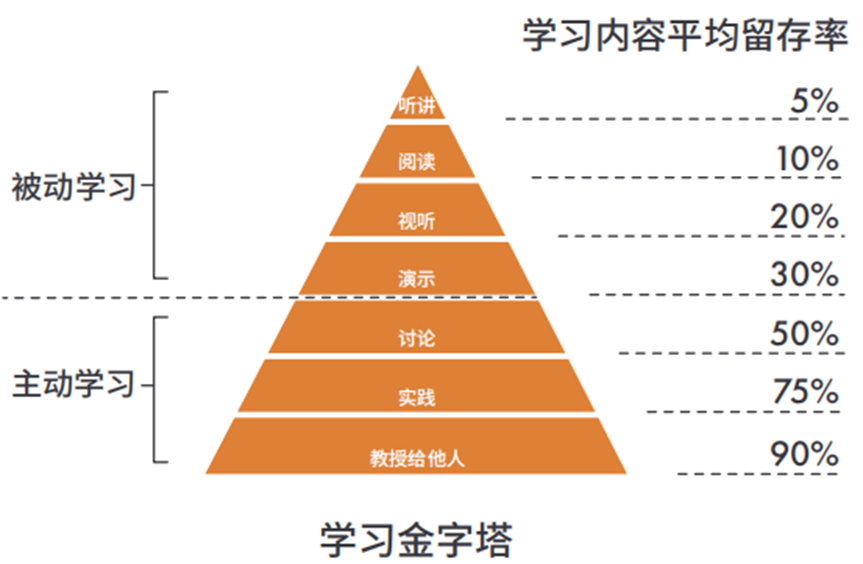 学习内容平均留存率
被动学习
听讲 5%
阅读 10%
视听 20%
演示 30%
主动学习
讨论 50%
实践 75%
教授给他人 90%
学习金字塔